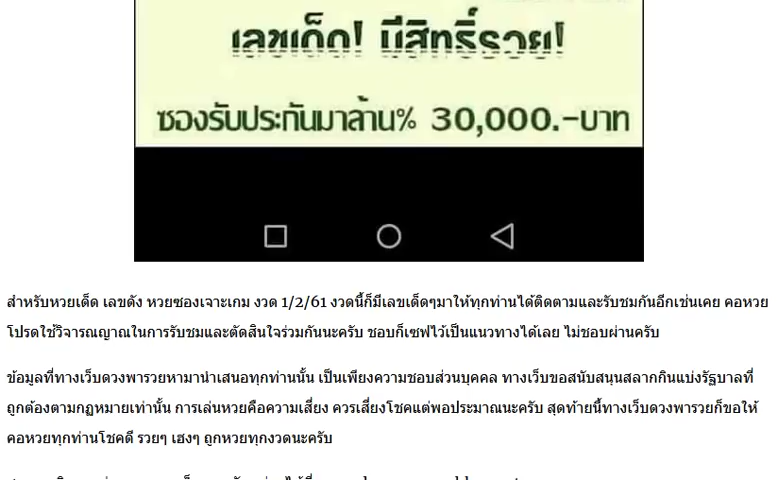 เลขเด็ด! มีสิทธิ์รวย!
ซองรับประกันมาล้าน% 30,000.-บาท
สำหรับหวยเด็ด เลขดัง หวยซองเจาะเกม งวด 1/2/61 งวดนี้ก็มีเลขเด็ดๆมาให้ทุกท่านได้ติดตามและรับชมกันอีกเช่นเคย คอหวย
โปรดใช้วิจารณญาณในการรับชมและตัดสินใจร่วมกันนะครับ ชอบก็เซฟไว้เป็นแนวทางได้เลย ไม่ชอบผ่านครับ
ข้อมูลที่ทางเว็บดวงพารวยหามานำเสนอทุกท่านนั้น เป็นเพียงความชอบส่วนบุคคล ทางเว็บขอสนับสนุนสลากกินแบ่งรัฐบาลที่
ถูกต้องตามกฏหมายเท่านั้น การเล่นหวยคือความเสี่ยง ควรเสี่ยงโชคแต่พอประมาณนะครับ สุดท้ายนี้ทางเว็บดวงพารวยก็ขอให้
คอหวยทุกท่านโชคดี รวยๆ เฮงๆ ถูกหวยทุกงวดนะครับ